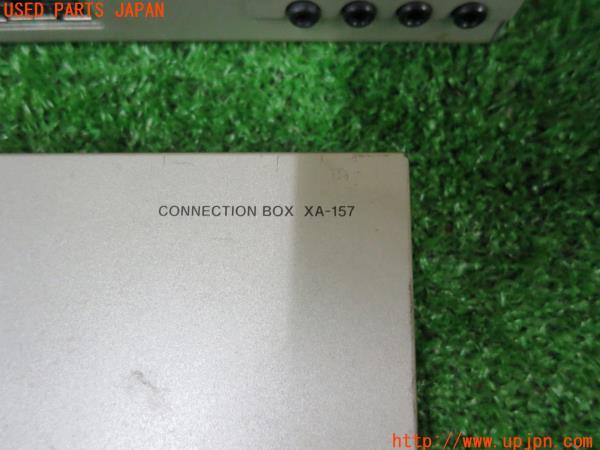 USED PARTS JAPAN
CONNECTION BOX XA-157
http://www.upjpn.com/